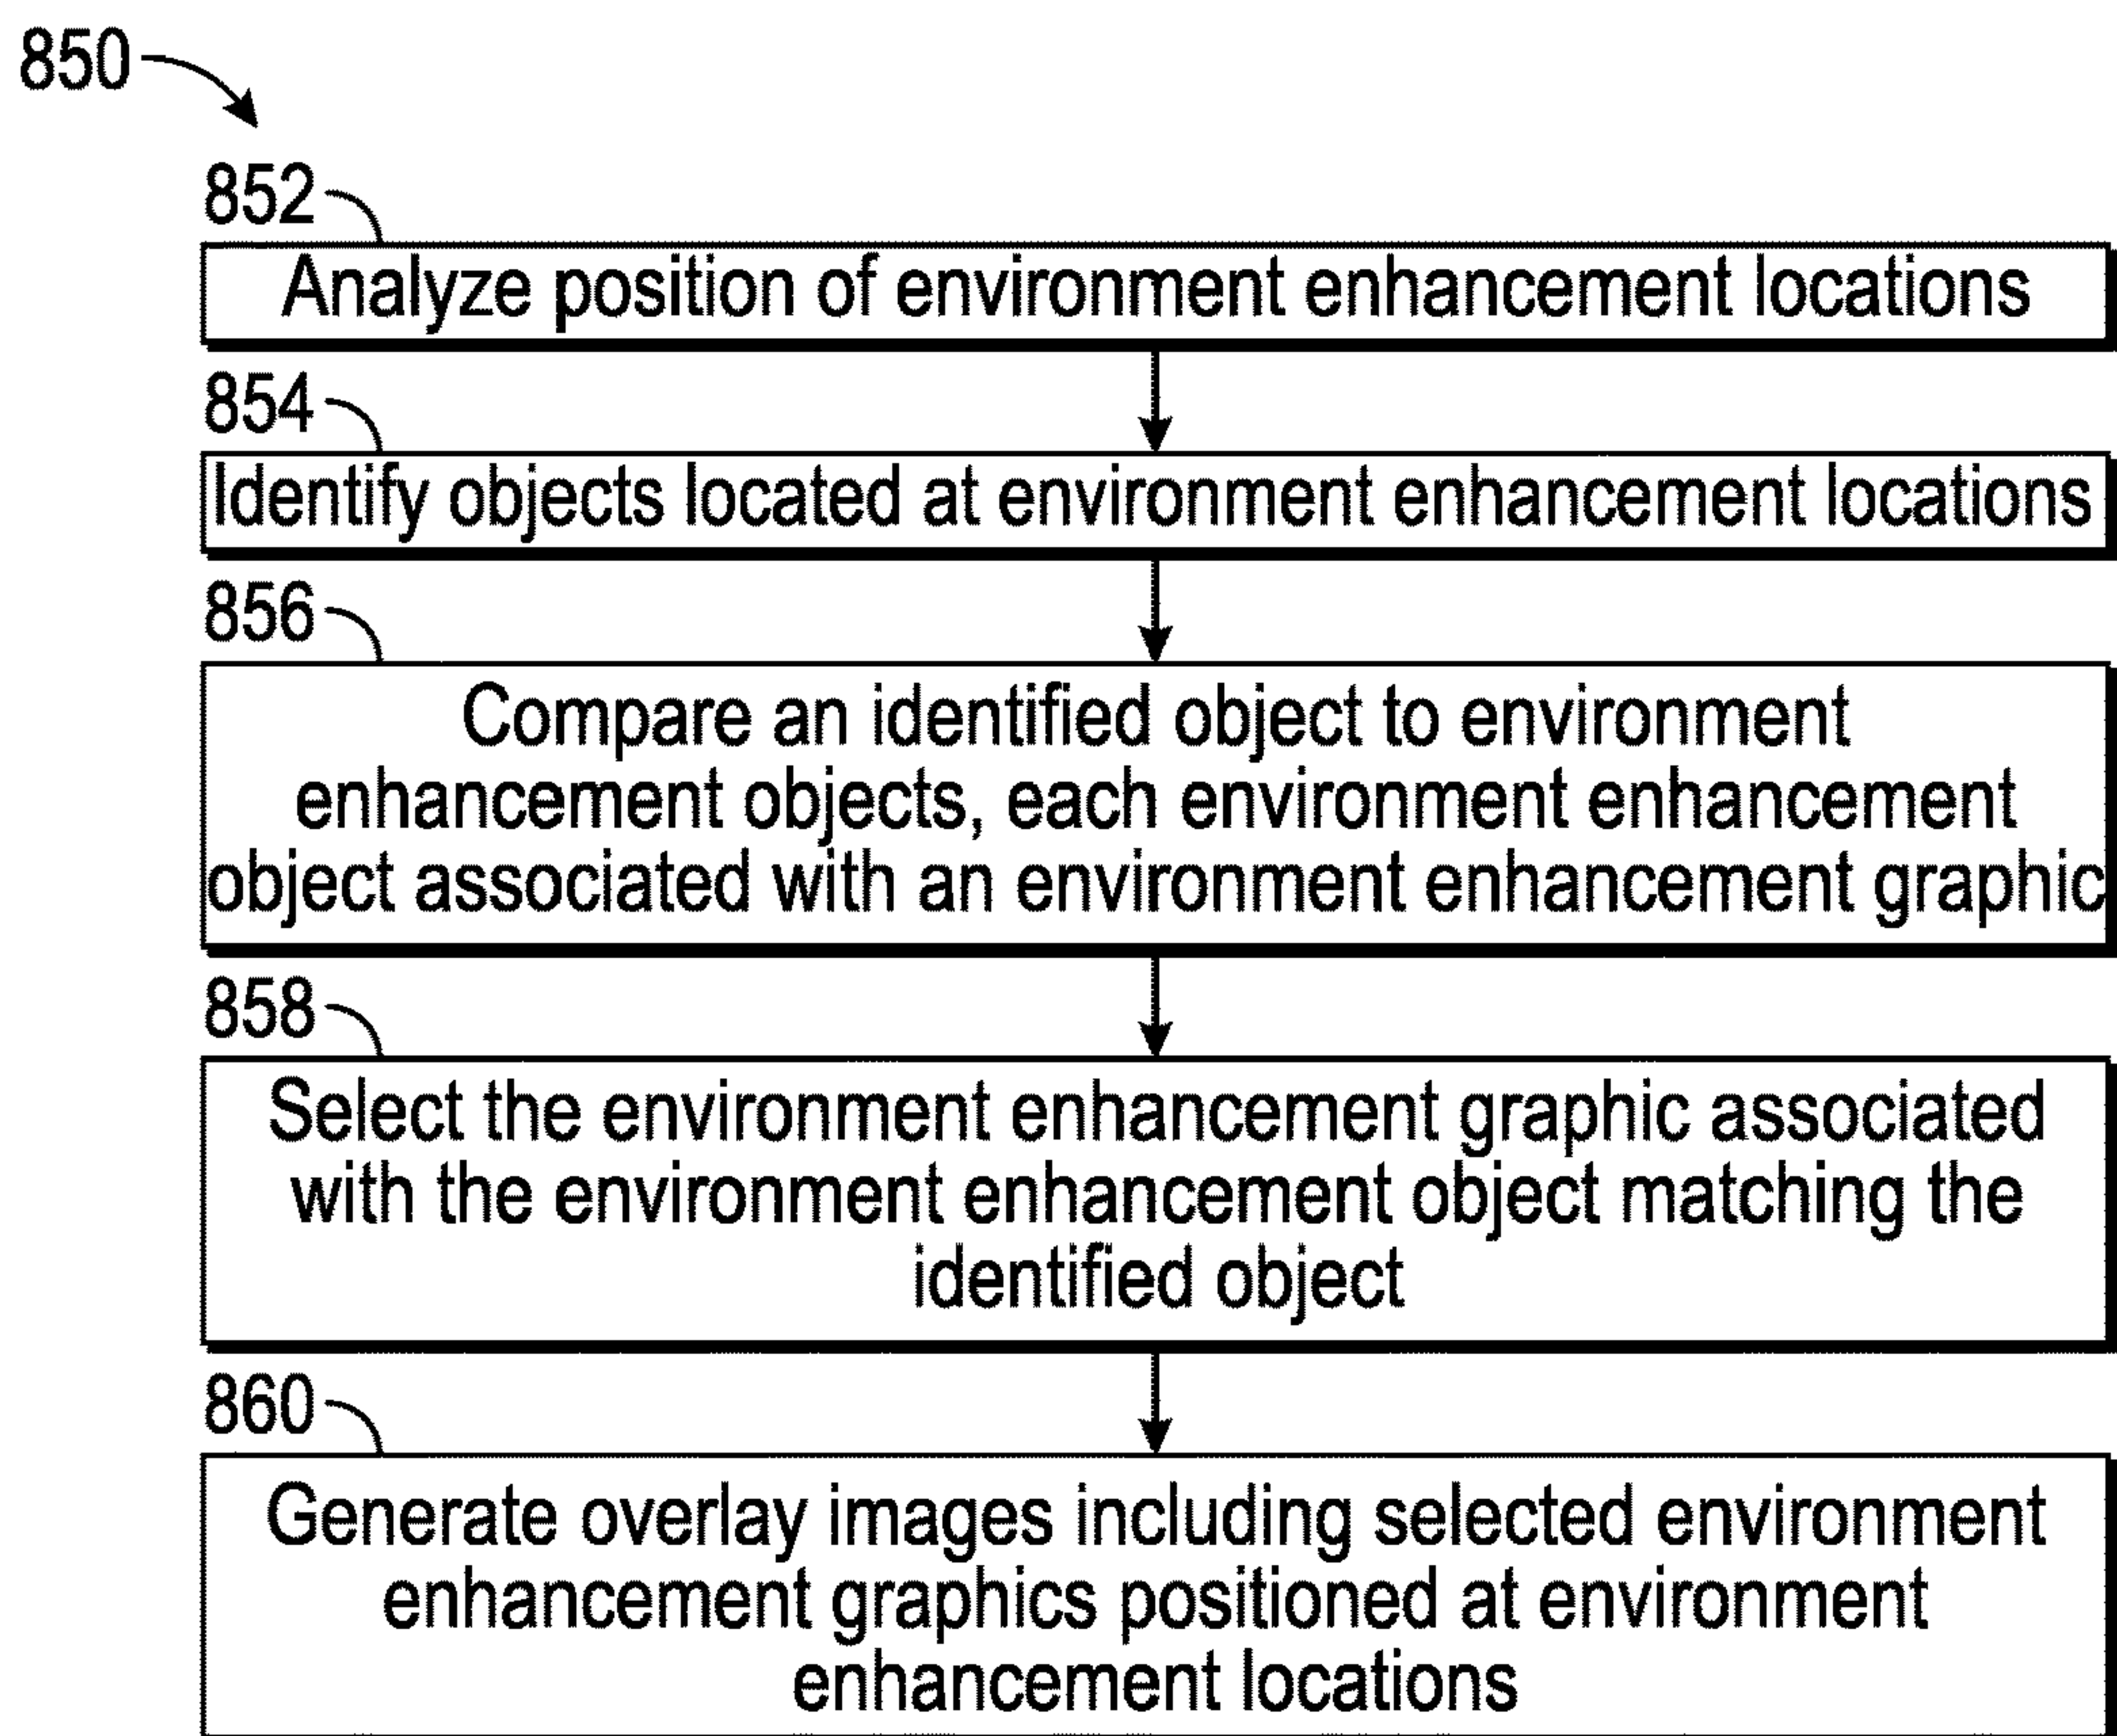 850
852
Analyze position of environment enhancement locations
854
Identify objects located at environment enhancement locations
856
Compare an identified object to environment
enhancement objects, each environment enhancement
object associated with an environment enhancement graphic
858
Select the environment enhancement graphic associated
with the environment enhancement object matching the
identified object
860
Generate overlay images including selected environment
enhancement graphics positioned at environment
enhancement locations